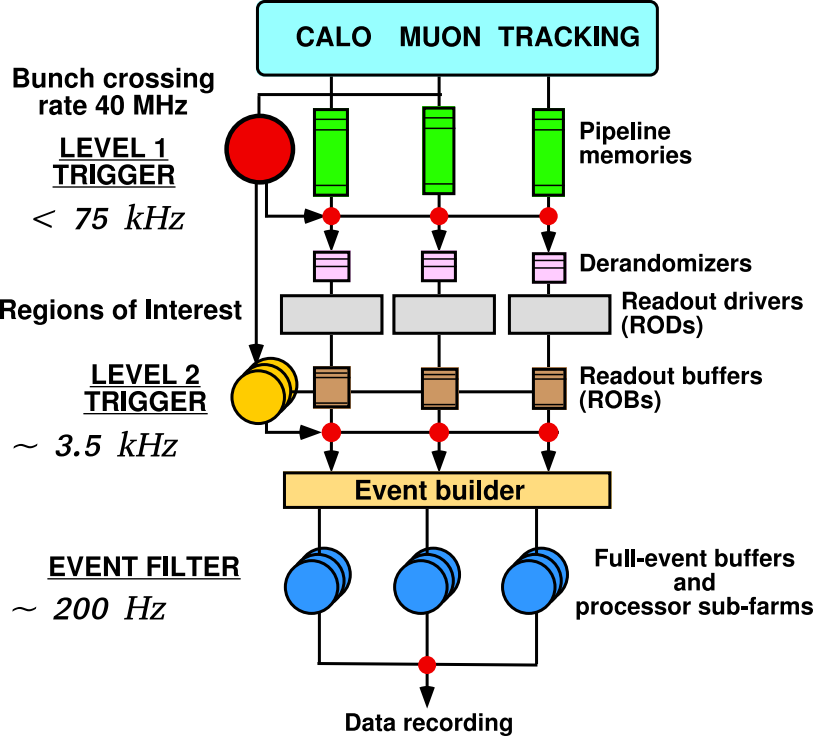 CALO MUON TRACKING
Bunch crossing
rate 40 MHz
LEVEL 1
TRIGGER
< 75 kHz
Pipeline
memories
Derandomizers
Regions of Interest
Readout drivers
(RODs)
LEVEL 2
TRIGGER
~ 3.5 kHz
Readout buffers
(ROBs)
Event builder
EVENT FILTER
~ 200 Hz
Full-event buffers
and
processor sub-farms
Data recording